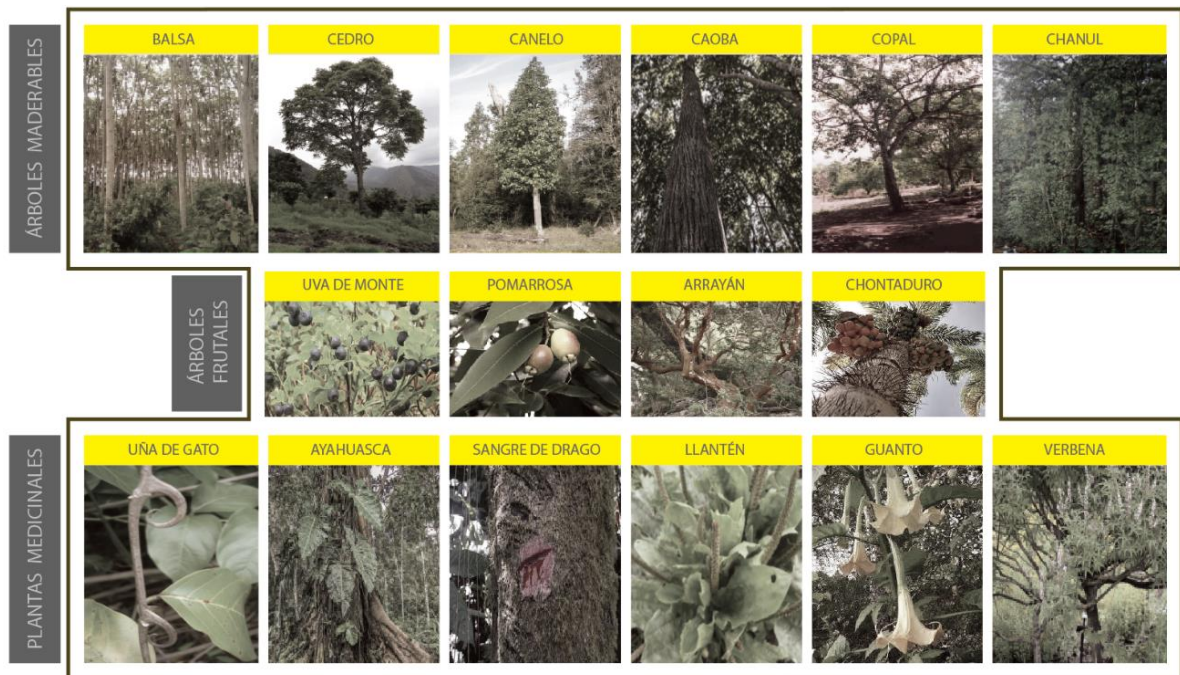 ÁRBOLES MADERABLES
BALSA
CEDRO
CANELO
CAOBA
COPAL
CHANUL
ÁRBOLES
FRUTALES
UVA DE MONTE
POMARROSA
ARRAYÁN
CHONTADURO
PLANTAS MEDICINALES
UÑA DE GATO
AYAHUASCA
SANGRE DE DRAGO
LLANTÉN
GUANTO
VERBENA